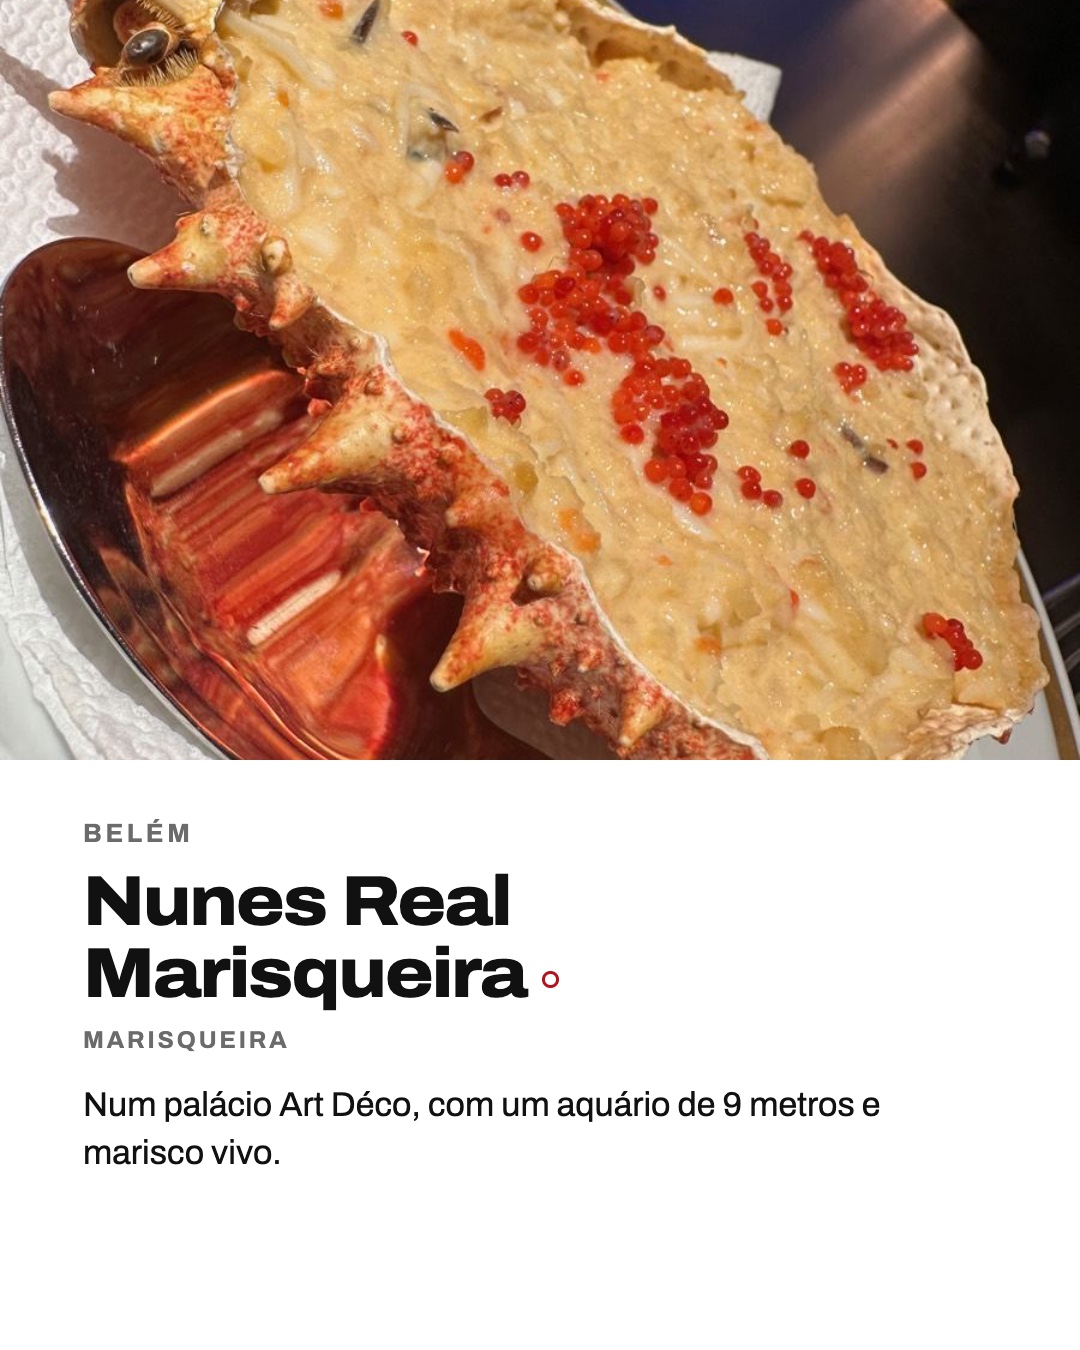 BELÉM
Nunes Real
Marisqueira
MARISQUEIRA
Num palácio Art Déco, com um aquário de 9 metros e
marisco vivo.